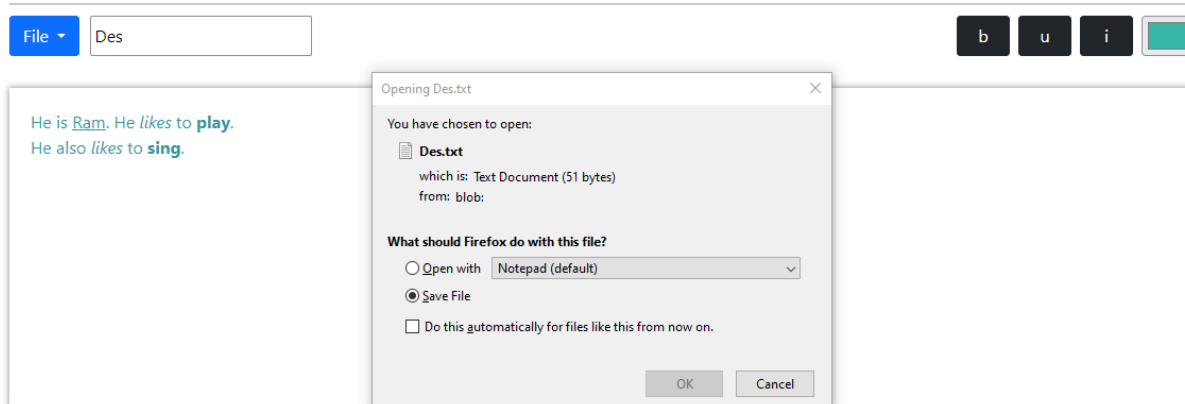 File
Des
b u i
Opening Des.txt
He is Ram. He likes to play.
He also likes to sing.
You have chosen to open:
Des.txt
which is: Text Document (51 bytes)
from: blob:
What should Firefox do with this file?
Open with Notepad (default)
Save File
Do this automatically for files like this from now on.
OK Cancel